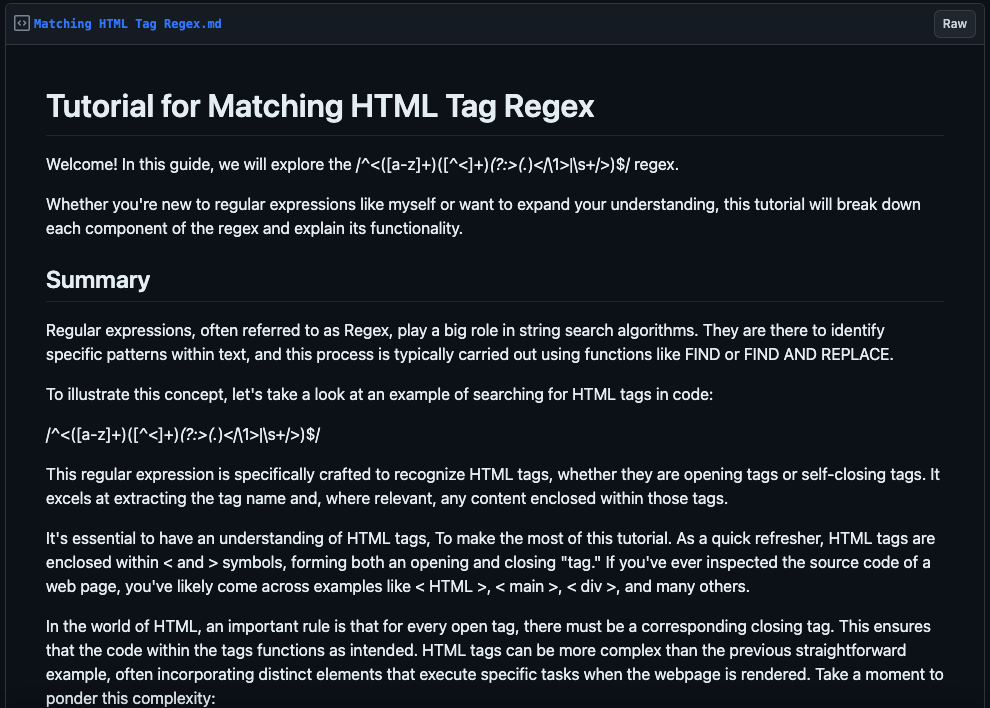 Matching HTML Tag Regex.md
Raw
Tutorial for Matching HTML Tag Regex
Welcome! In this guide, we will explore the /^<([a-z]+)([^<]+)(?:>(.)<\/\1>|\s+/>)$/ regex.
Whether you're new to regular expressions like myself or want to expand your understanding, this tutorial will break down
each component of the regex and explain its functionality.
Summary
Regular expressions, often referred to as Regex, play a big role in string search algorithms. They are there to identify
specific patterns within text, and this process is typically carried out using functions like FIND or FIND AND REPLACE.
To illustrate this concept, let's take a look at an example of searching for HTML tags in code:
/^<([a-z]+)([^<]+)(?:>(.)<\/\1>|\s+/>)$/
This regular expression is specifically crafted to recognize HTML tags, whether they are opening tags or self-closing tags. It
excels at extracting the tag name and, where relevant, any content enclosed within those tags.
It's essential to have an understanding of HTML tags, To make the most of this tutorial. As a quick refresher, HTML tags are
enclosed within < and > symbols, forming both an opening and closing "tag." If you've ever inspected the source code of a
web page, you've likely come across examples like < HTML >, < main >, < div >, and many others.
In the world of HTML, an important rule is that for every open tag, there must be a corresponding closing tag. This ensures
that the code within the tags functions as intended. HTML tags can be more complex than the previous straightforward
example, often incorporating distinct elements that execute specific tasks when the webpage is rendered. Take a moment to
ponder this complexity: